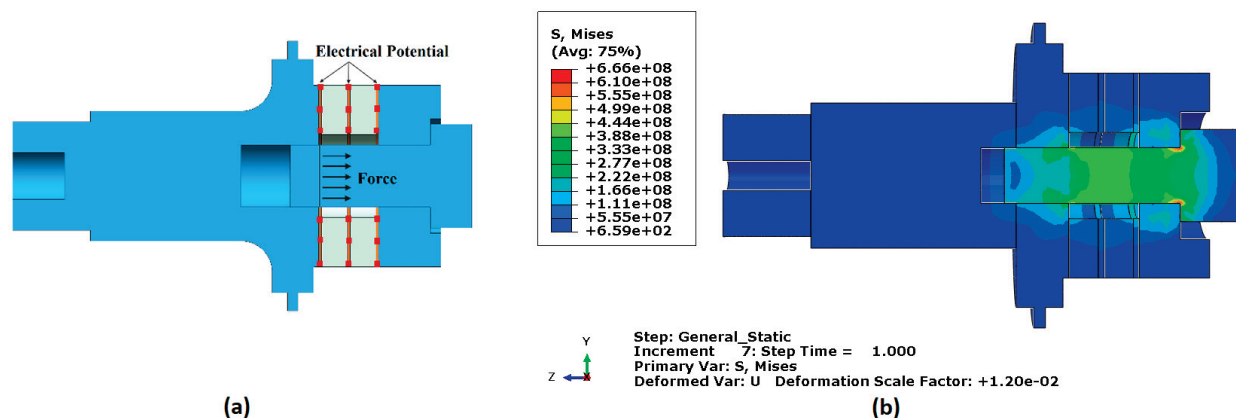 Electrical Potential
Force
(a)
S, Mises
(Avg: 75%)
+6.66e+08
+6.10e+08
+5.55e+08
+4.99e+08
+4.44e+08
+3.88e+08
+3.33e+08
+2.77e+08
+2.22e+08
+1.66e+08
+1.11e+08
+5.55e+07
+6.59e+02
Y
Z
X
Step: General_Static
Increment 7: Step Time = 1.000
Primary Var: S, Mises
Deformed Var: U Deformation Scale Factor: +1.20e-02
(b)